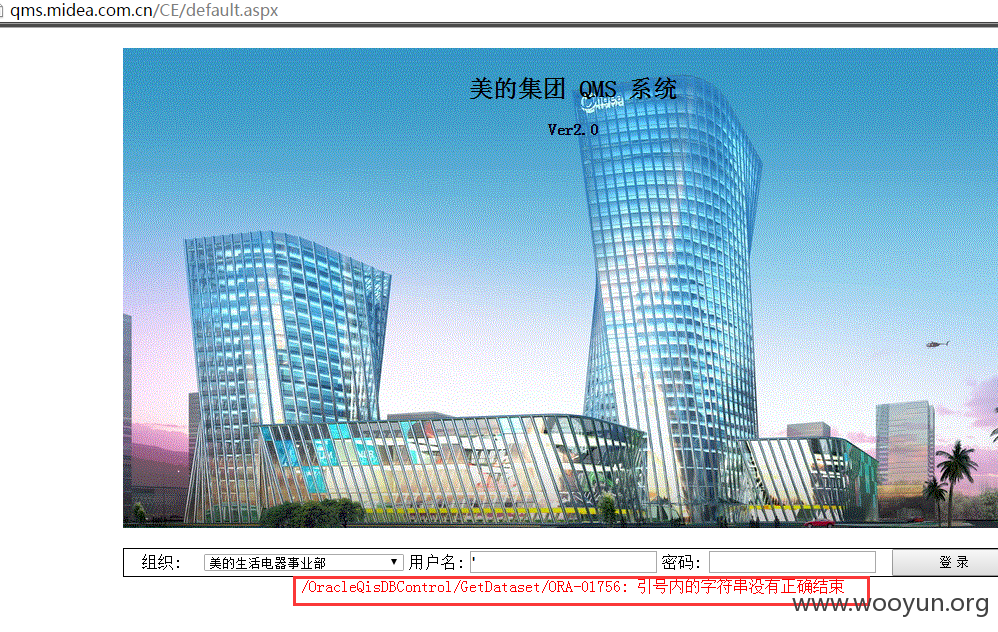 qms.midea.com.cn/CE/default.aspx
美的集团 QMS 系统
Midea
Ver2.0
组织: 美的生活电器事业部 用户名: ' 密码: 登 录
/OracleQisDBControl/GetDataset/ORA-01756: 引号内的字符串没有正确结束
www.wooyun.org